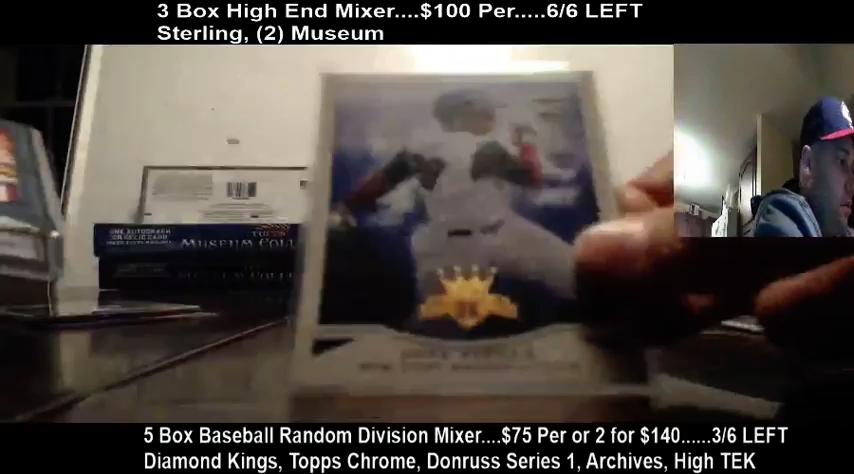 3 Box High End Mixer....$100 Per.....6/6 LEFT
Sterling, (2) Museum
ONE AUTOGRAPH
OR RELIC CARD
TOPPS
MUSEUM COLL
5 Box Baseball Random Division Mixer....$75 Per or 2 for $140......3/6 LEFT
Diamond Kings, Topps Chrome, Donruss Series 1, Archives, High TEK